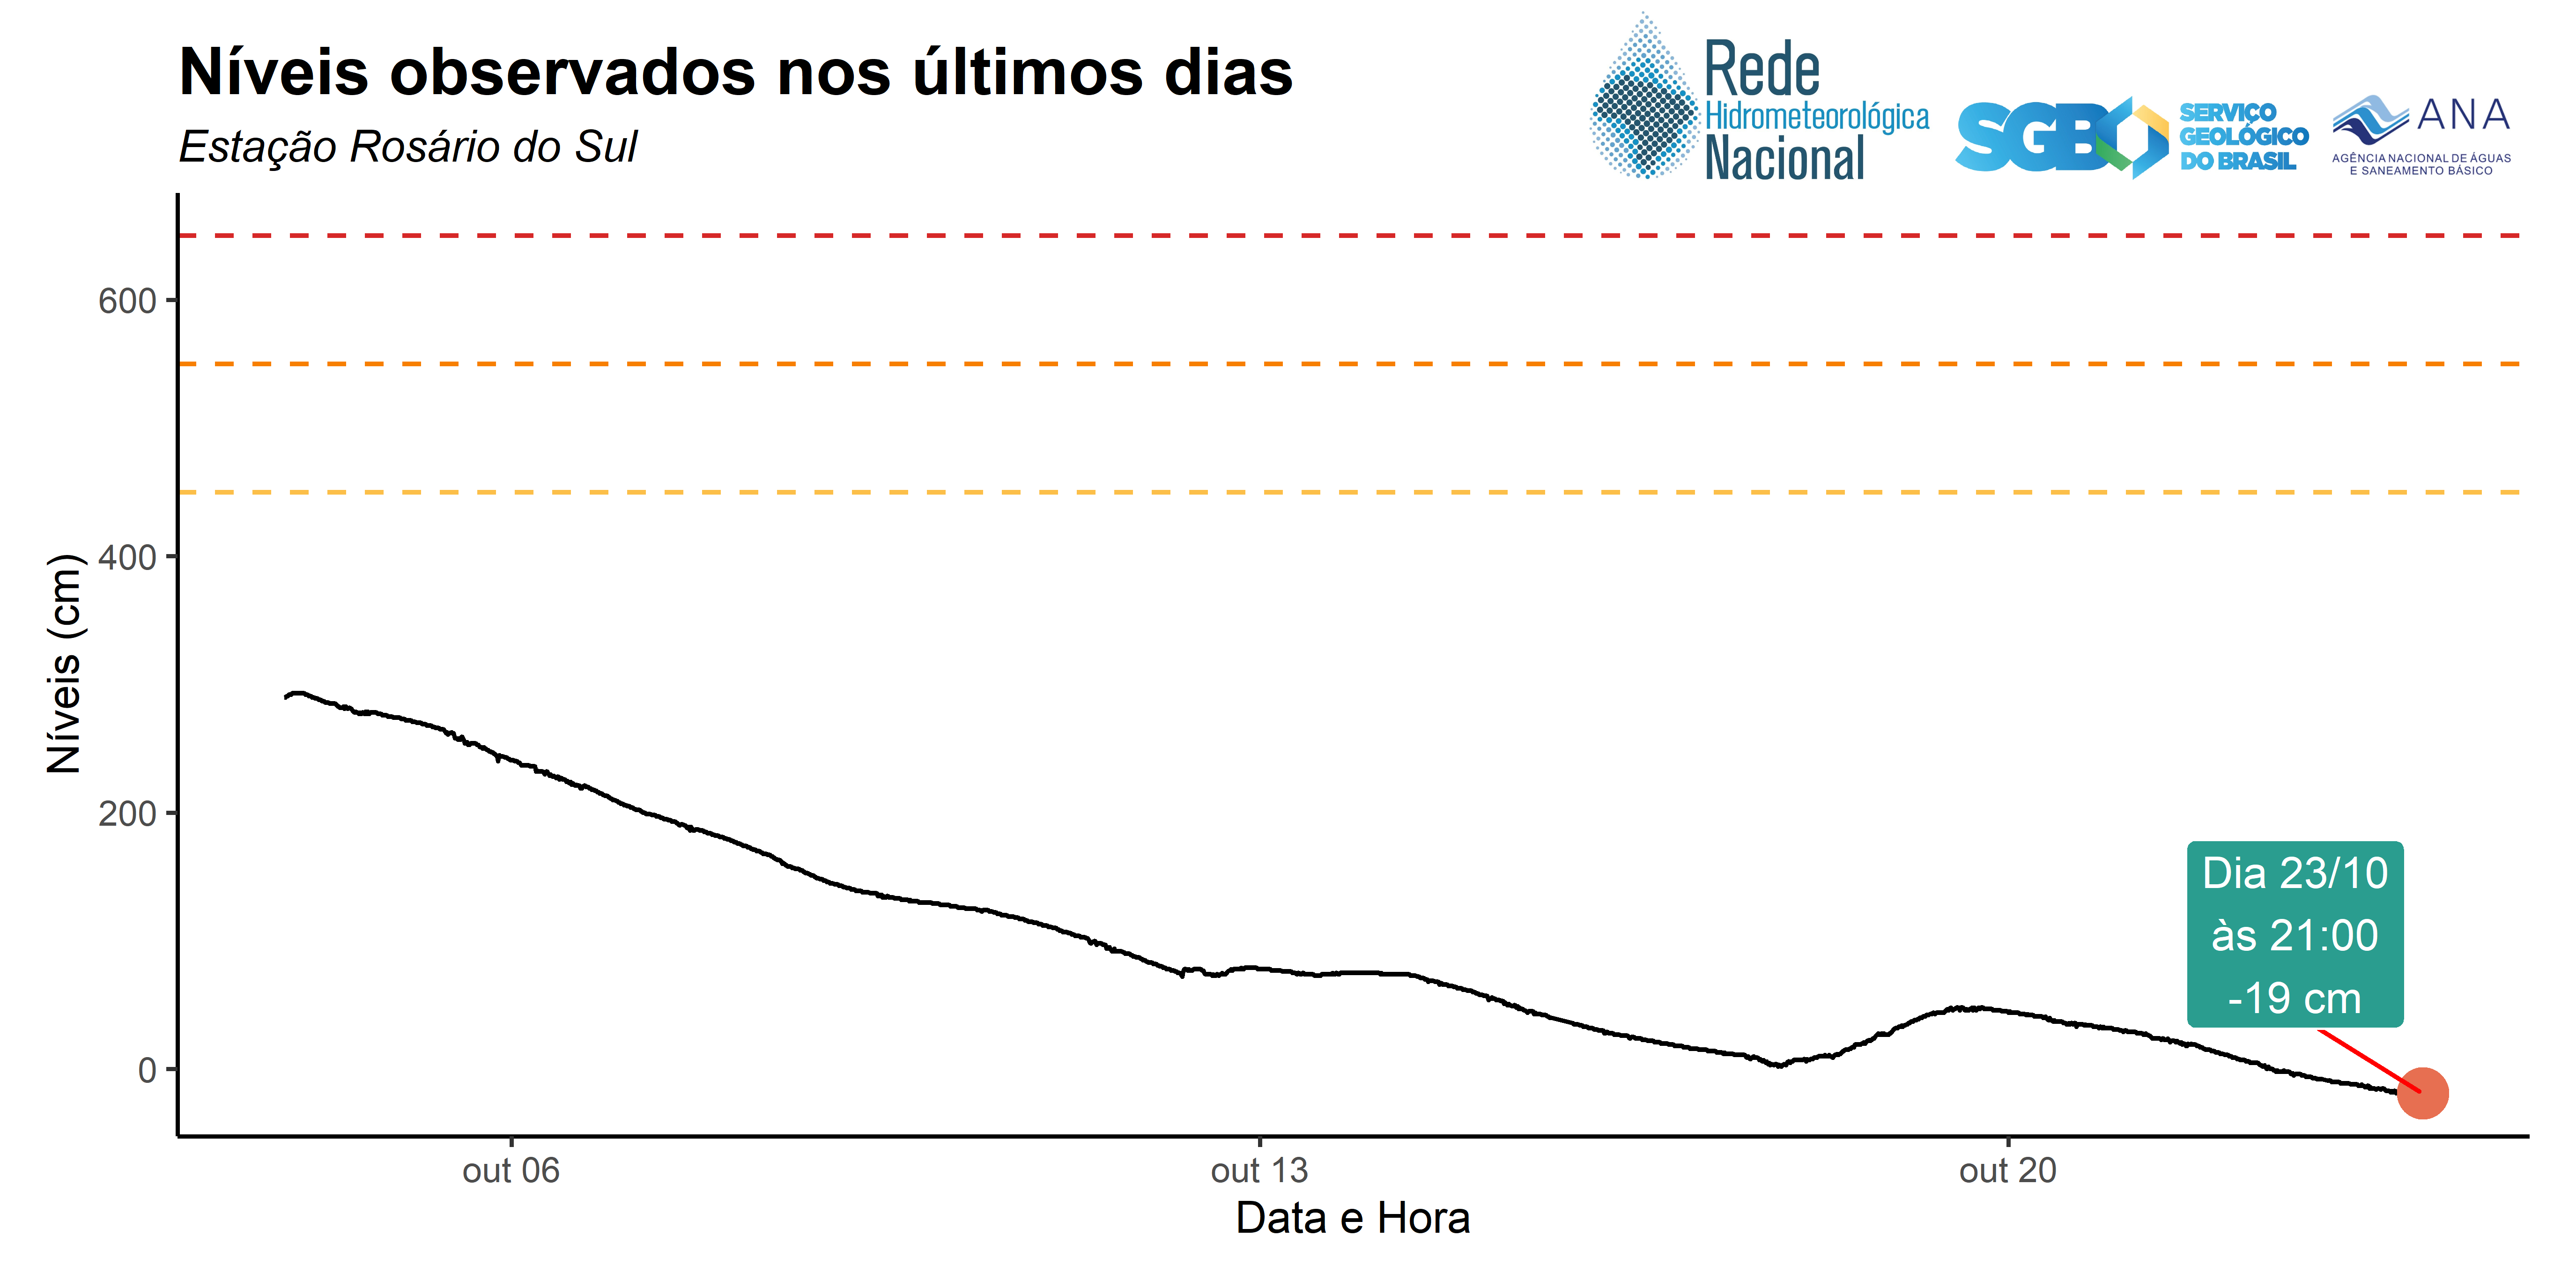 Níveis observados nos últimos dias
Estação Rosário do Sul
Rede
Hidrometeorológica
Nacional
SGB
SERVIÇO
GEOLÓGICO
DO BRASIL
ANA
AGÊNCIA NACIONAL DE ÁGUAS
E SANEAMENTO BÁSICO
Níveis (cm)
600
400
200
0
Dia 23/10
às 21:00
-19 cm
out 06
out 13
out 20
Data e Hora